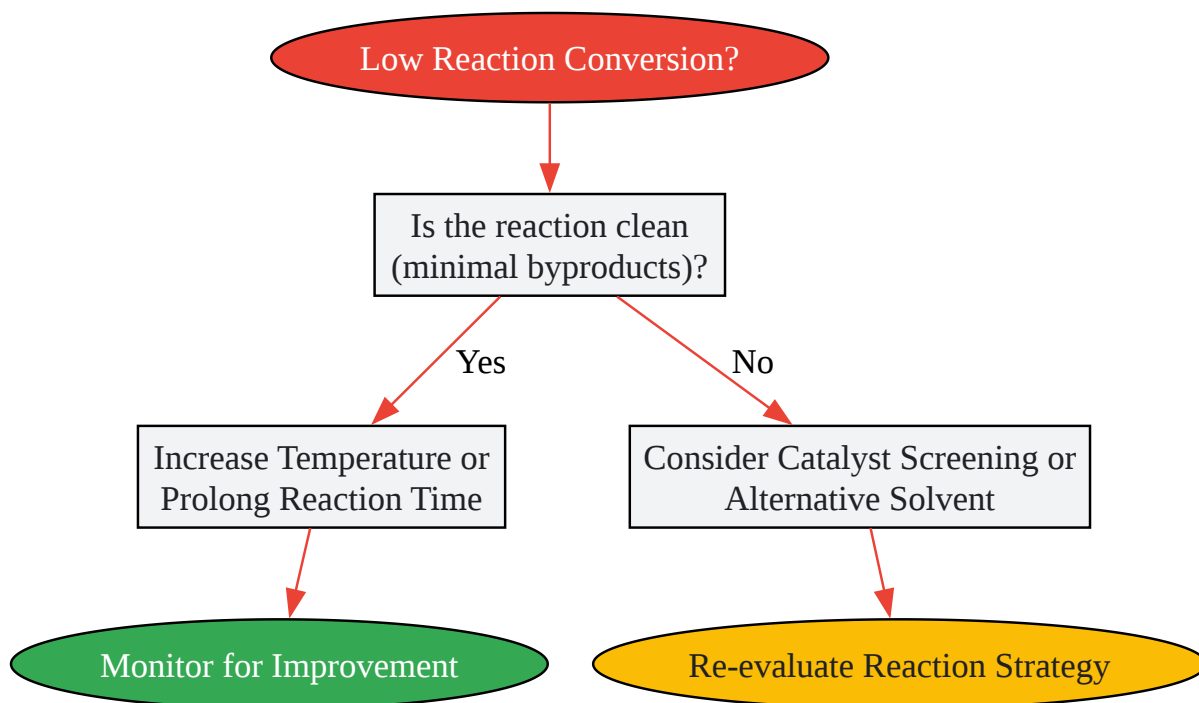 Low Reaction Conversion?
Is the reaction clean
(minimal byproducts)?
Yes
No
Increase Temperature or
Prolong Reaction Time
Consider Catalyst Screening or
Alternative Solvent
Monitor for Improvement
Re-evaluate Reaction Strategy